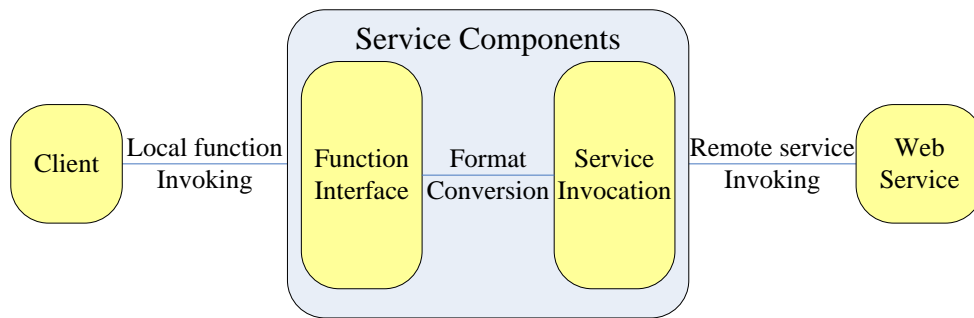 Service Components
Client
Local function
Invoking
Function
Interface
Format
Conversion
Service
Invocation
Remote service
Invoking
Web
Service